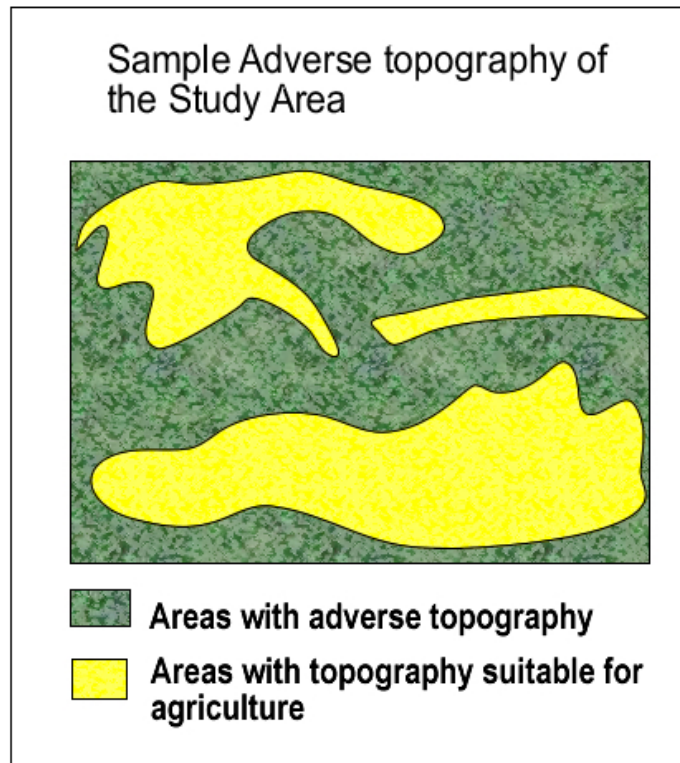 Sample Adverse topography of
the Study Area
Areas with adverse topography
Areas with topography suitable for
agriculture